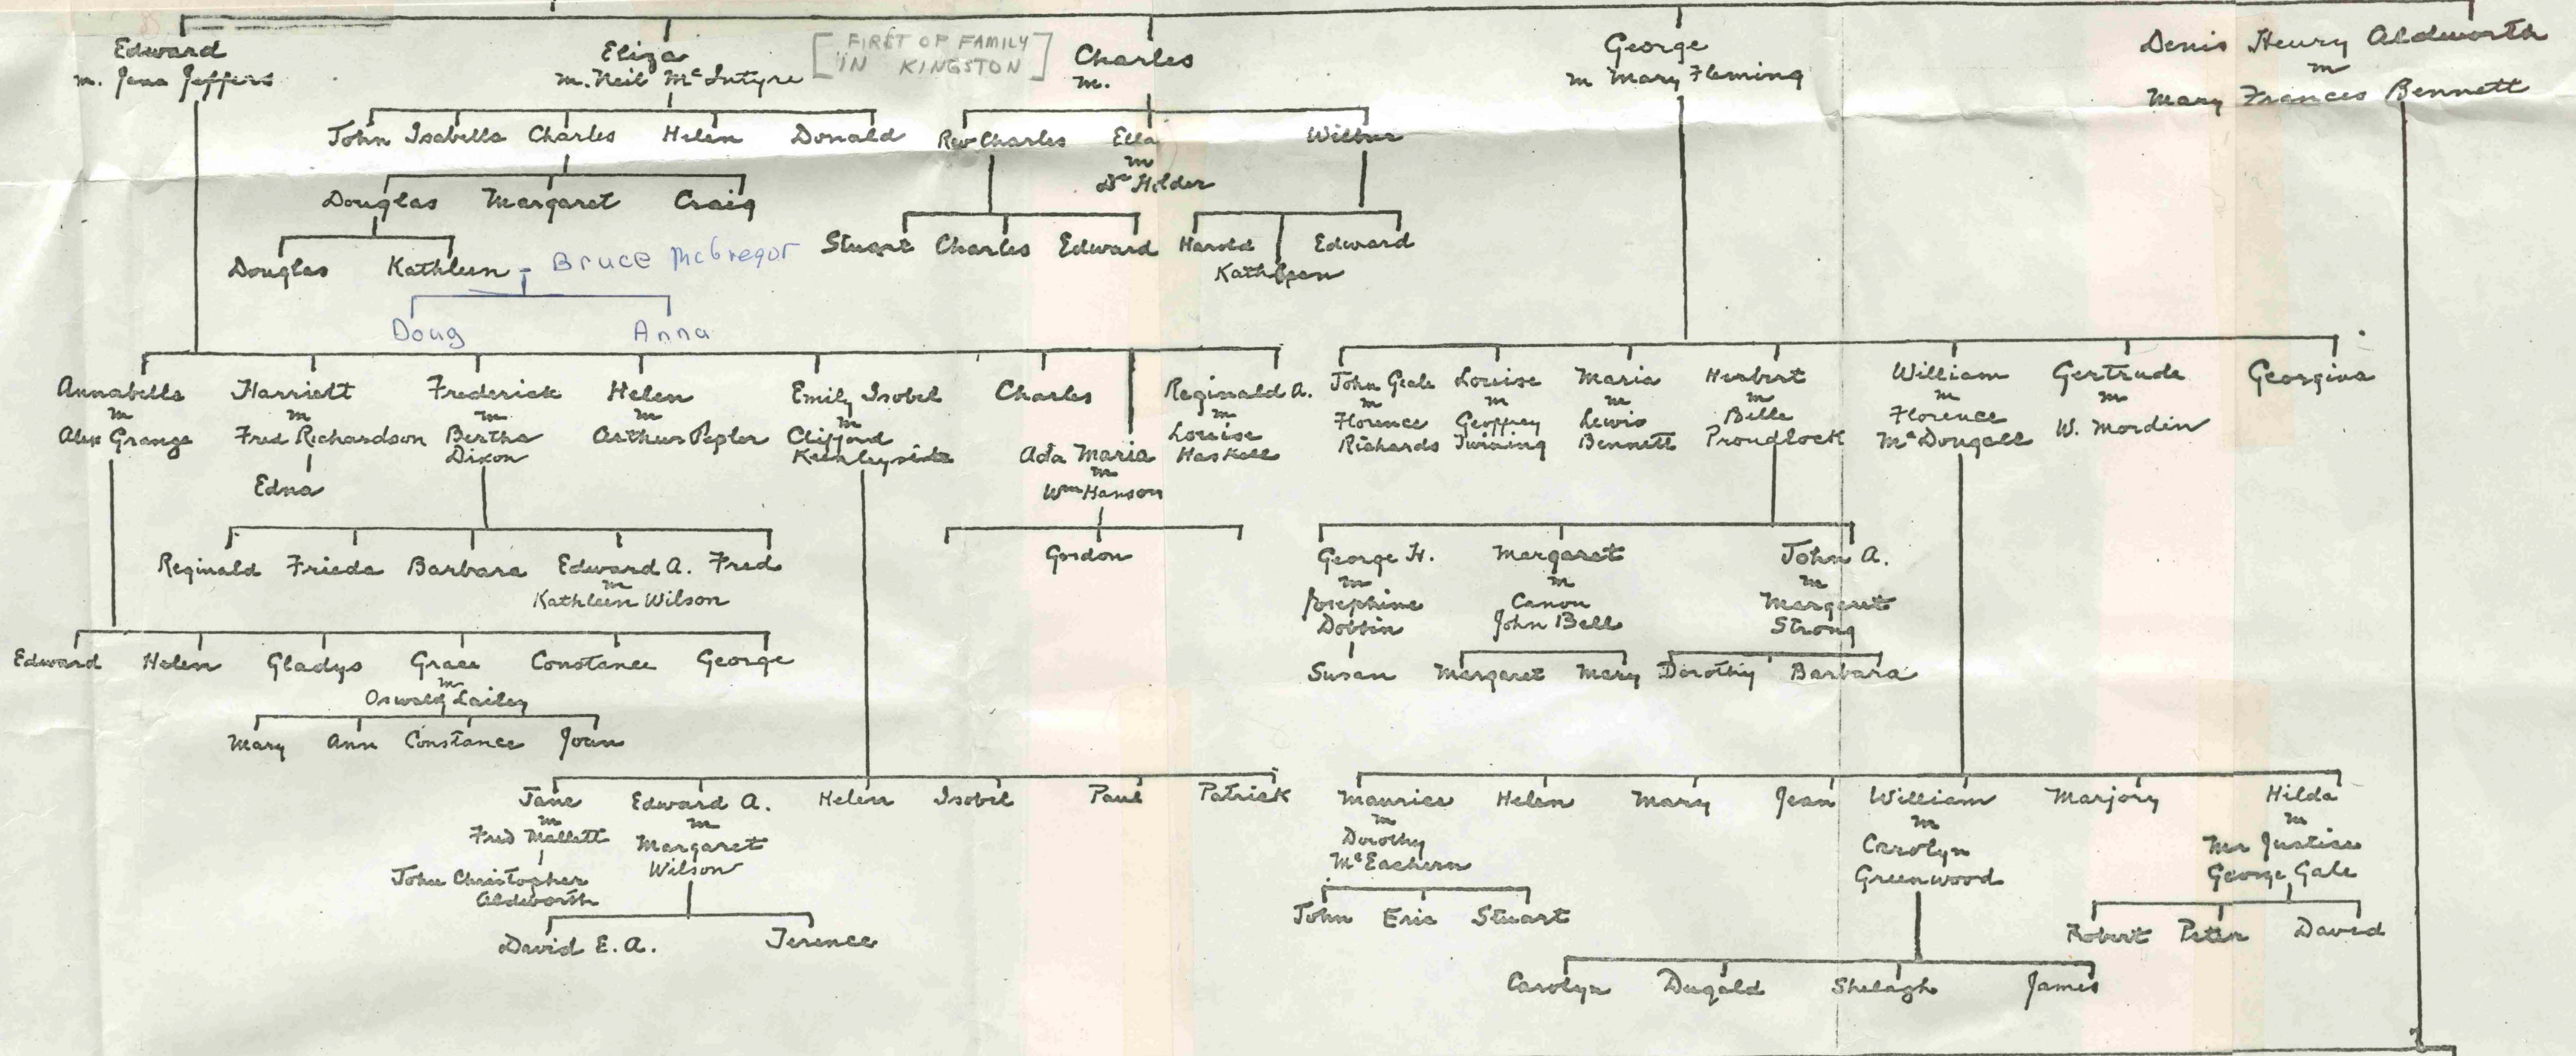 Edward Eliza [FIRST OF FAMILY Charles George Denis Henry Aldworth
m. Jena Jeffers m. Neil McIntyre IN KINGSTON] m. m Mary Fleming m
Mary Frances Bennett
John Isabella Charles Helen Donald Rev Charles Ella Wilbur
m
Dr Holder
Douglas Margaret Craig
Stuart Charles Edward Harold Edward
Douglas Kathleen - Bruce McGregor Kathleen
Doug Anna
Annabella Harriett Frederick Helen Emily Isobel Charles Reginald A. John Geale Louise Maria Herbert William Gertrude Georgina
m m m m m m m m m m m m
Alex Grange Fred Richardson Bertha Arthur Pepler Clifford Louise Florence Geoffrey Lewis Belle Florence W. Mordin
Dixon Keenleyside Ada Maria Haskell Richards Twining Bennett Proudlock McDougall
m
Edna Wm Hanson
Reginald Frieda Barbara Edward A. Fred Gordon George H. Margaret John A.
m m m m
Kathleen Wilson Josephine Canon Margaret
Dobbin John Bell Strong
Edward Helen Gladys Grace Constance George Susan Margaret Mary Dorothy Barbara
m
Oswald Lailey
Mary Ann Constance Joan
Jane Edward A. Helen Isobel Paul Patrick Maurice Helen Mary Jean William Marjory Hilda
m m m m m
Fred Mallett Margaret Dorothy Carolyn Mr Justice
Wilson McEachern Greenwood George Gale
John Christopher
Aldworth
John Eric Stuart Robert Peter David
David E. A. Terence
Carolyn Dugald Shelagh James